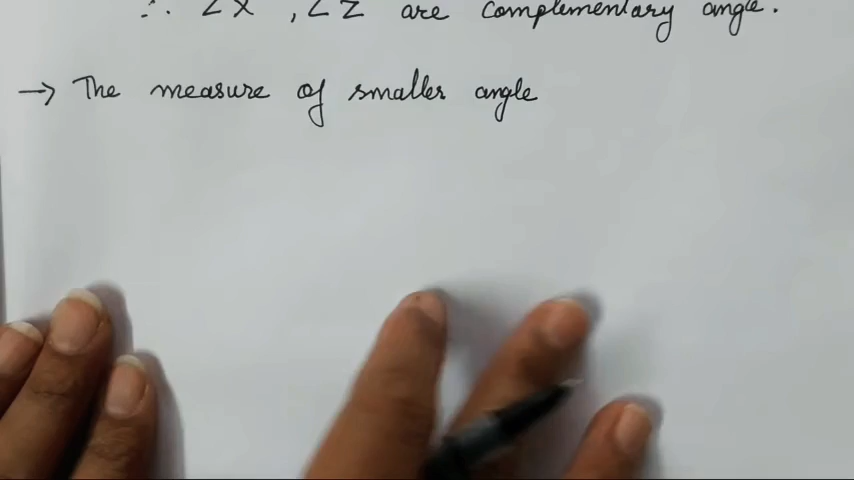 ∴ ∠X , ∠Z are complementary angle.
→ The measure of smaller angle